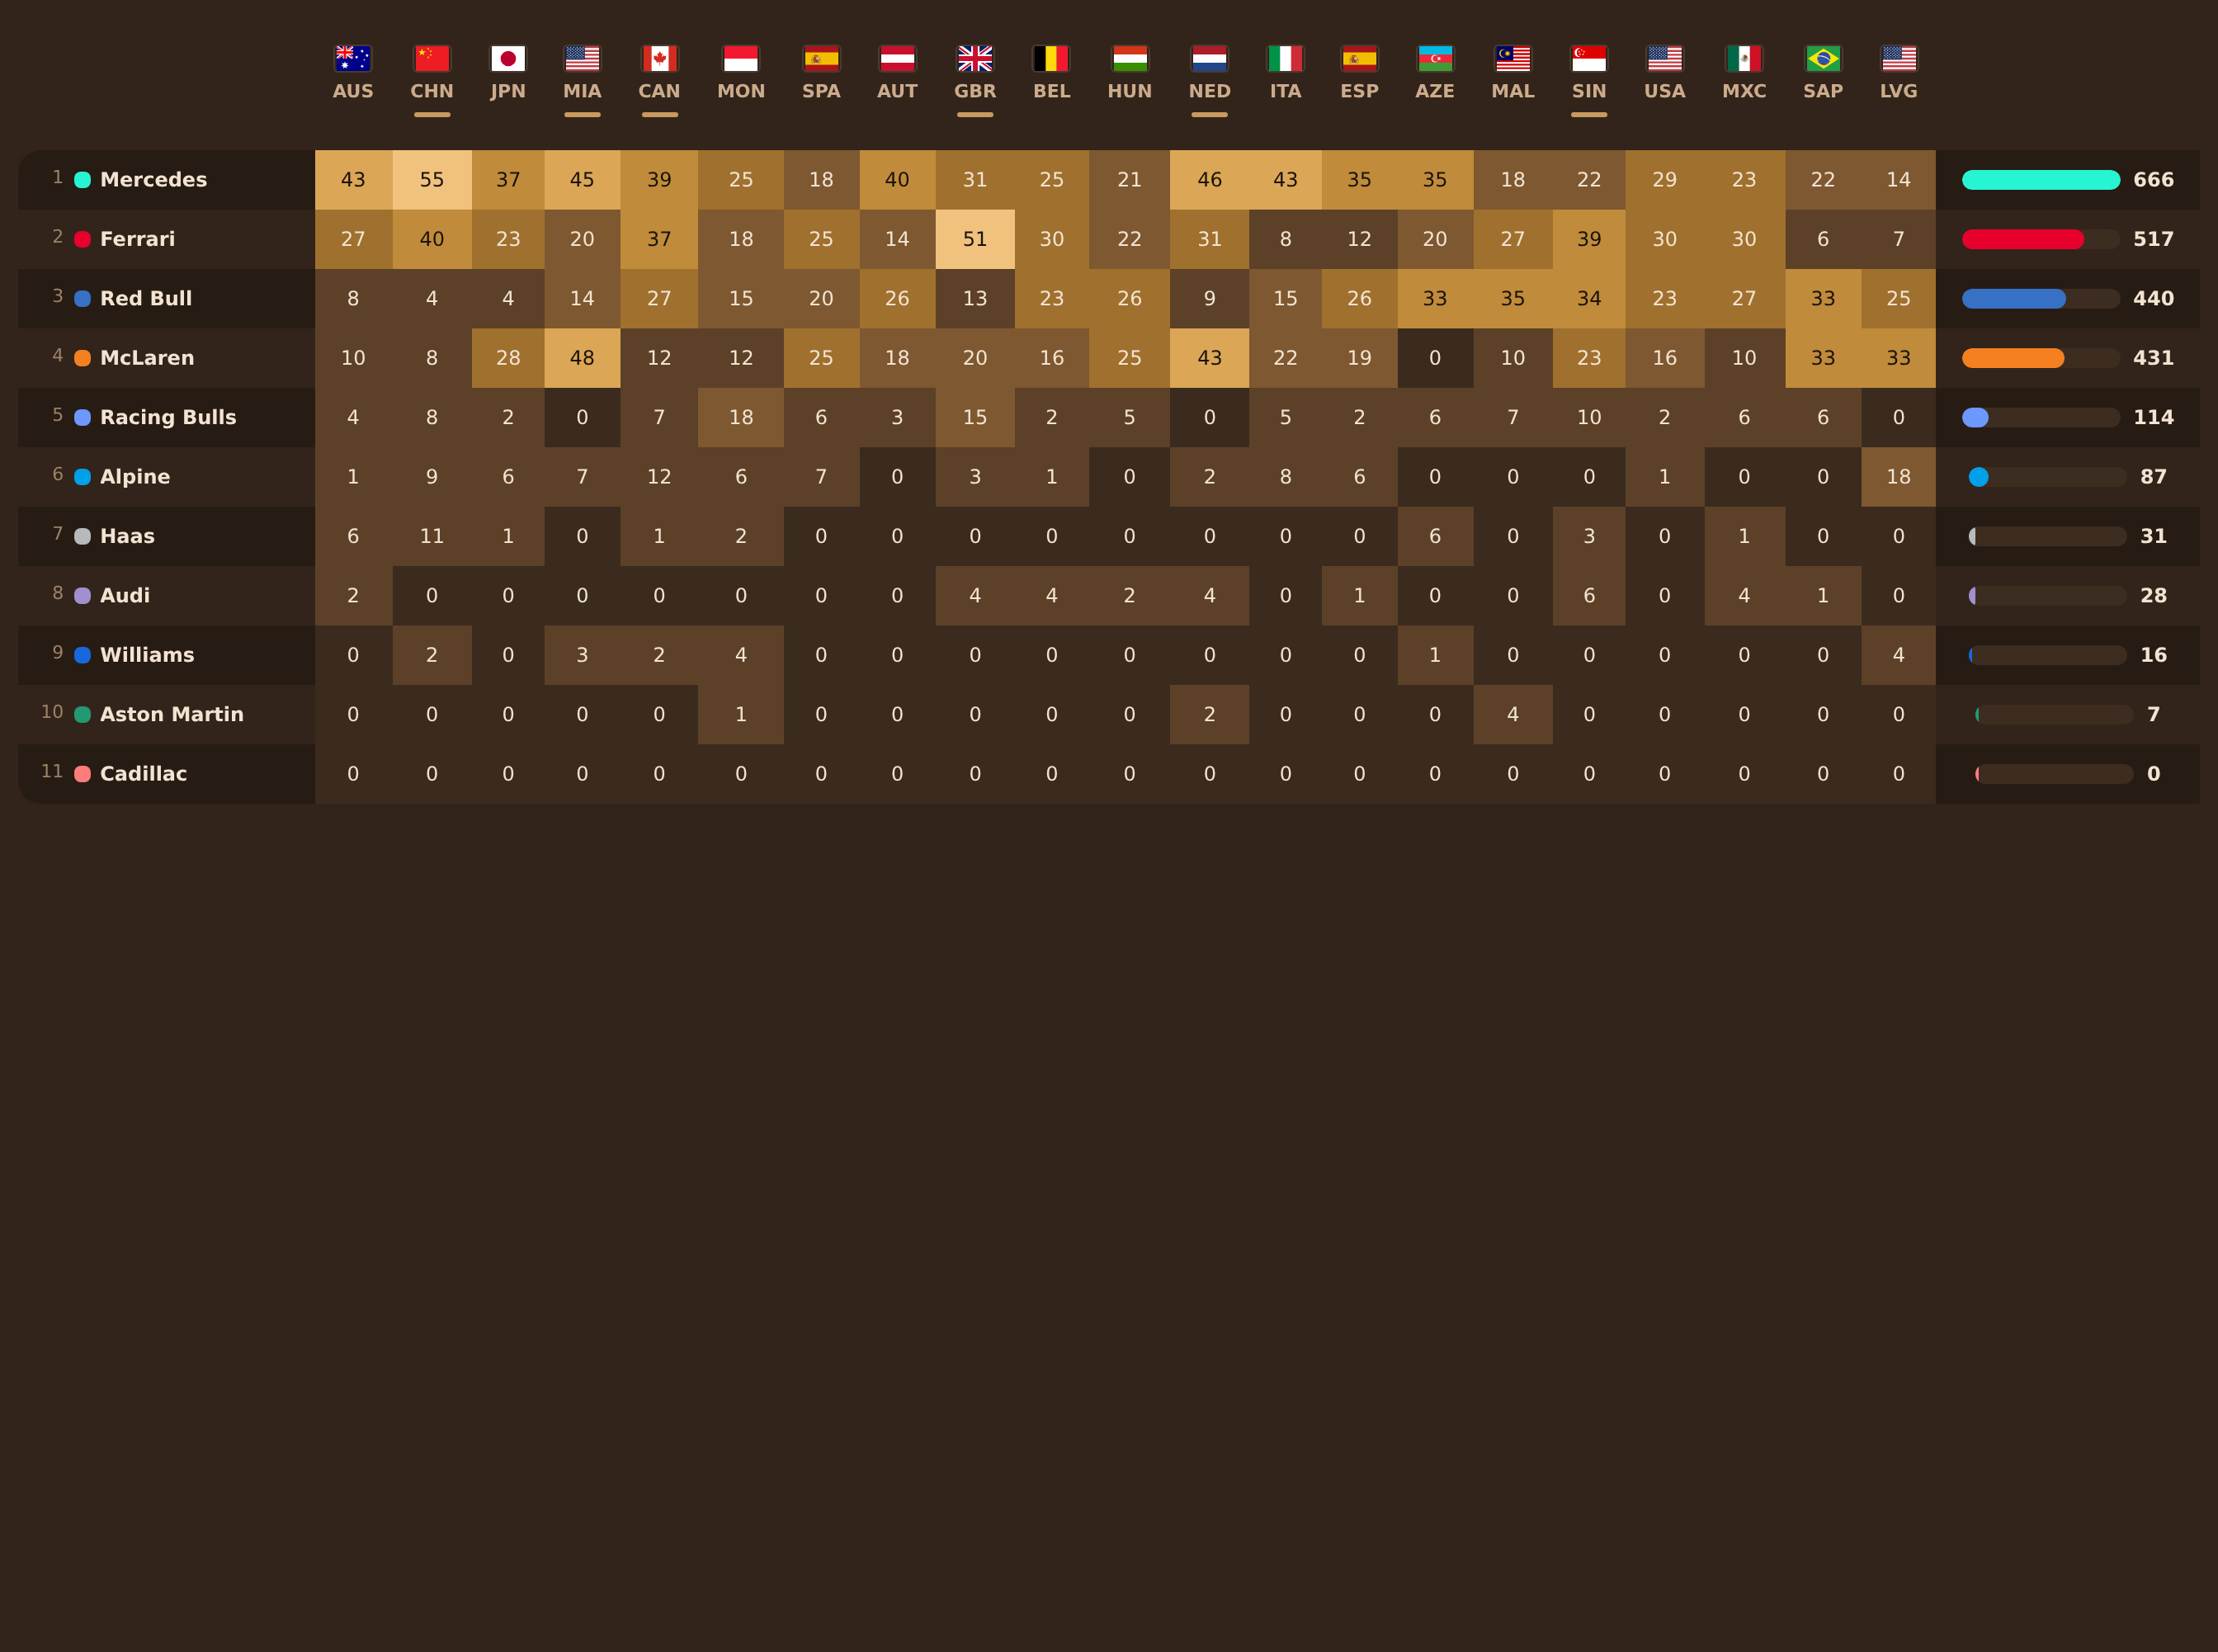 AUS CHN JPN MIA CAN MON SPA AUT GBR BEL HUN NED ITA ESP AZE MAL SIN USA MXC SAP LVG
1 Mercedes 43 55 37 45 39 25 18 40 31 25 21 46 43 35 35 18 22 29 23 22 14 666
2 Ferrari 27 40 23 20 37 18 25 14 51 30 22 31 8 12 20 27 39 30 30 6 7 517
3 Red Bull 8 4 4 14 27 15 20 26 13 23 26 9 15 26 33 35 34 23 27 33 25 440
4 McLaren 10 8 28 48 12 12 25 18 20 16 25 43 22 19 0 10 23 16 10 33 33 431
5 Racing Bulls 4 8 2 0 7 18 6 3 15 2 5 0 5 2 6 7 10 2 6 6 0 114
6 Alpine 1 9 6 7 12 6 7 0 3 1 0 2 8 6 0 0 0 1 0 0 18 87
7 Haas 6 11 1 0 1 2 0 0 0 0 0 0 0 0 6 0 3 0 1 0 0 31
8 Audi 2 0 0 0 0 0 0 0 4 4 2 4 0 1 0 0 6 0 4 1 0 28
9 Williams 0 2 0 3 2 4 0 0 0 0 0 0 0 0 1 0 0 0 0 0 4 16
10 Aston Martin 0 0 0 0 0 1 0 0 0 0 0 2 0 0 0 4 0 0 0 0 0 7
11 Cadillac 0 0 0 0 0 0 0 0 0 0 0 0 0 0 0 0 0 0 0 0 0 0